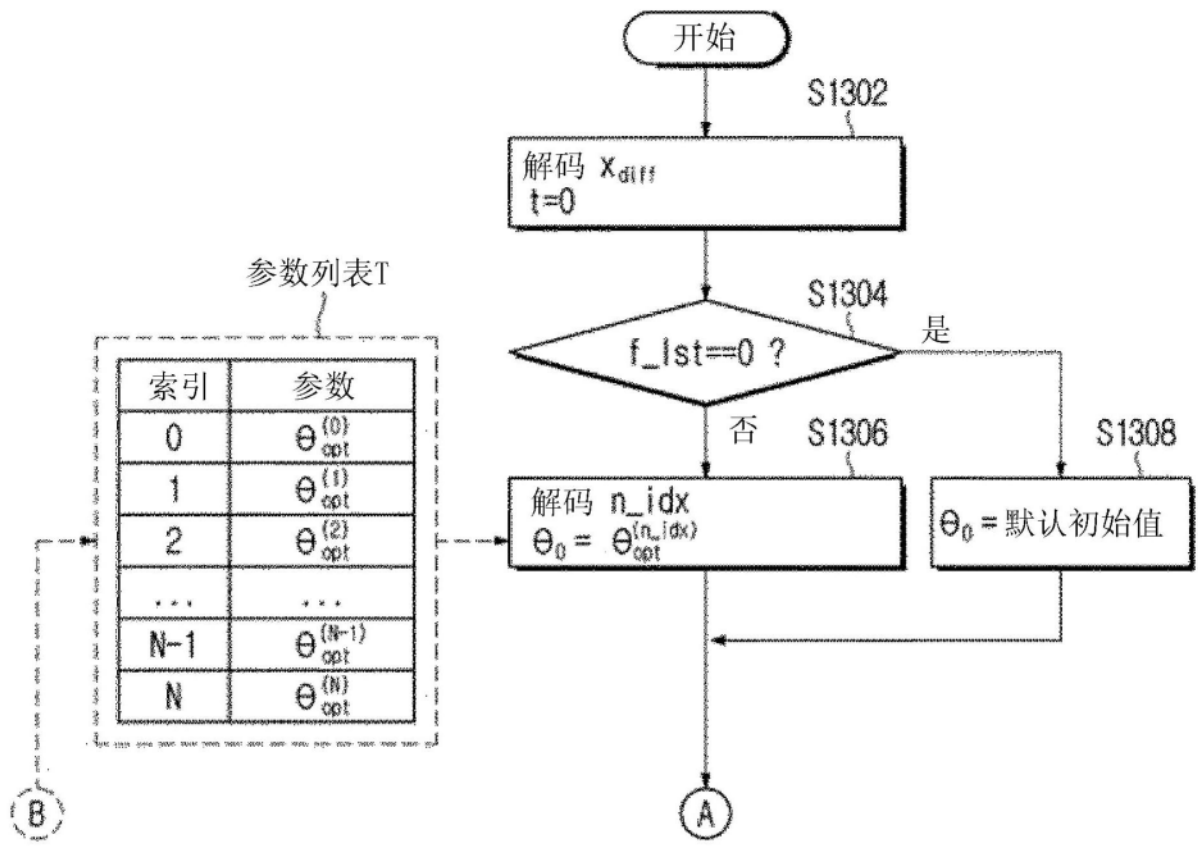 开始
S1302
解码 x_diff
t=0
参数列表T
S1304
f_lst==0 ?
是
否
索引 参数
0 Θ_opt^(0)
1 Θ_opt^(1)
2 Θ_opt^(2)
... ...
N-1 Θ_opt^(N-1)
N Θ_opt^(N)
S1306
解码 n_idx
Θ_0 = Θ_opt^(n_idx)
S1308
Θ_0 = 默认初始值
B
A